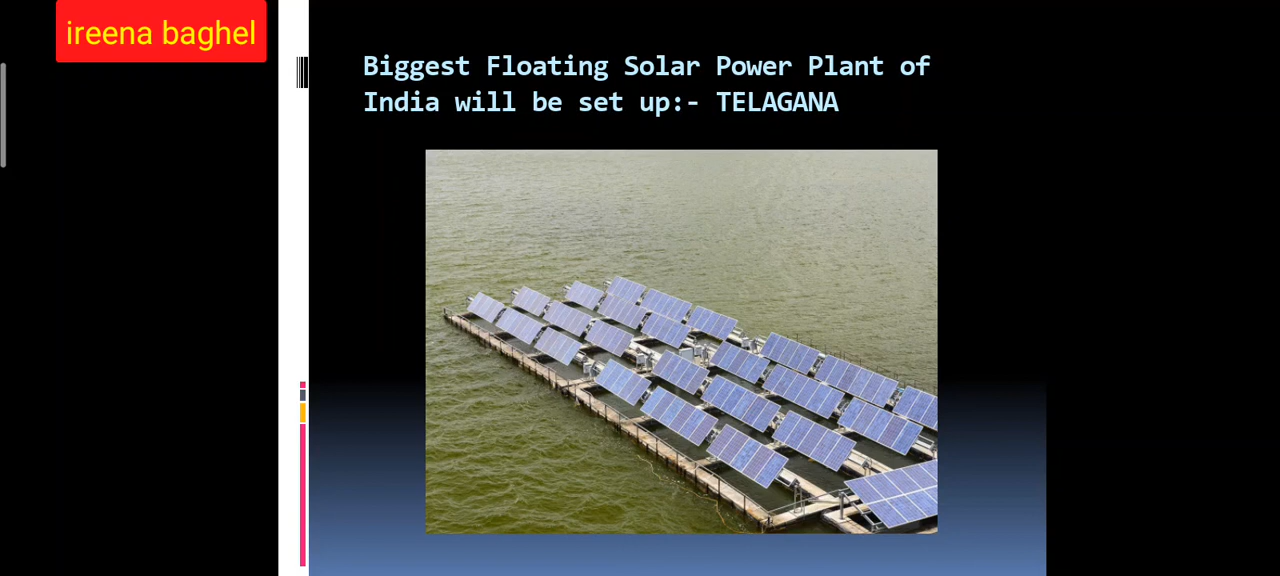 ireena baghel
Biggest Floating Solar Power Plant of
India will be set up:- TELAGANA